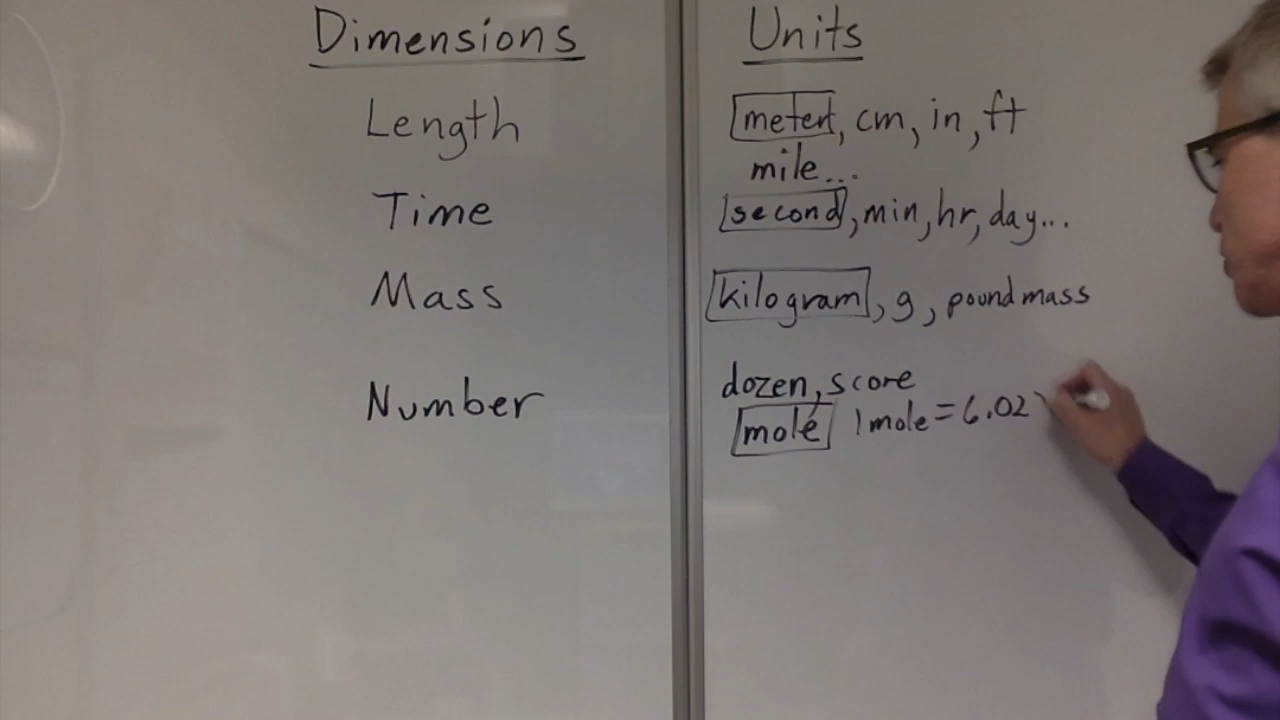 Dimensions
Units
Length
meter, cm, in, ft
mile...
Time
second, min, hr, day...
Mass
kilogram, g, pound mass
Number
dozen, score
mole 1 mole = 6.02